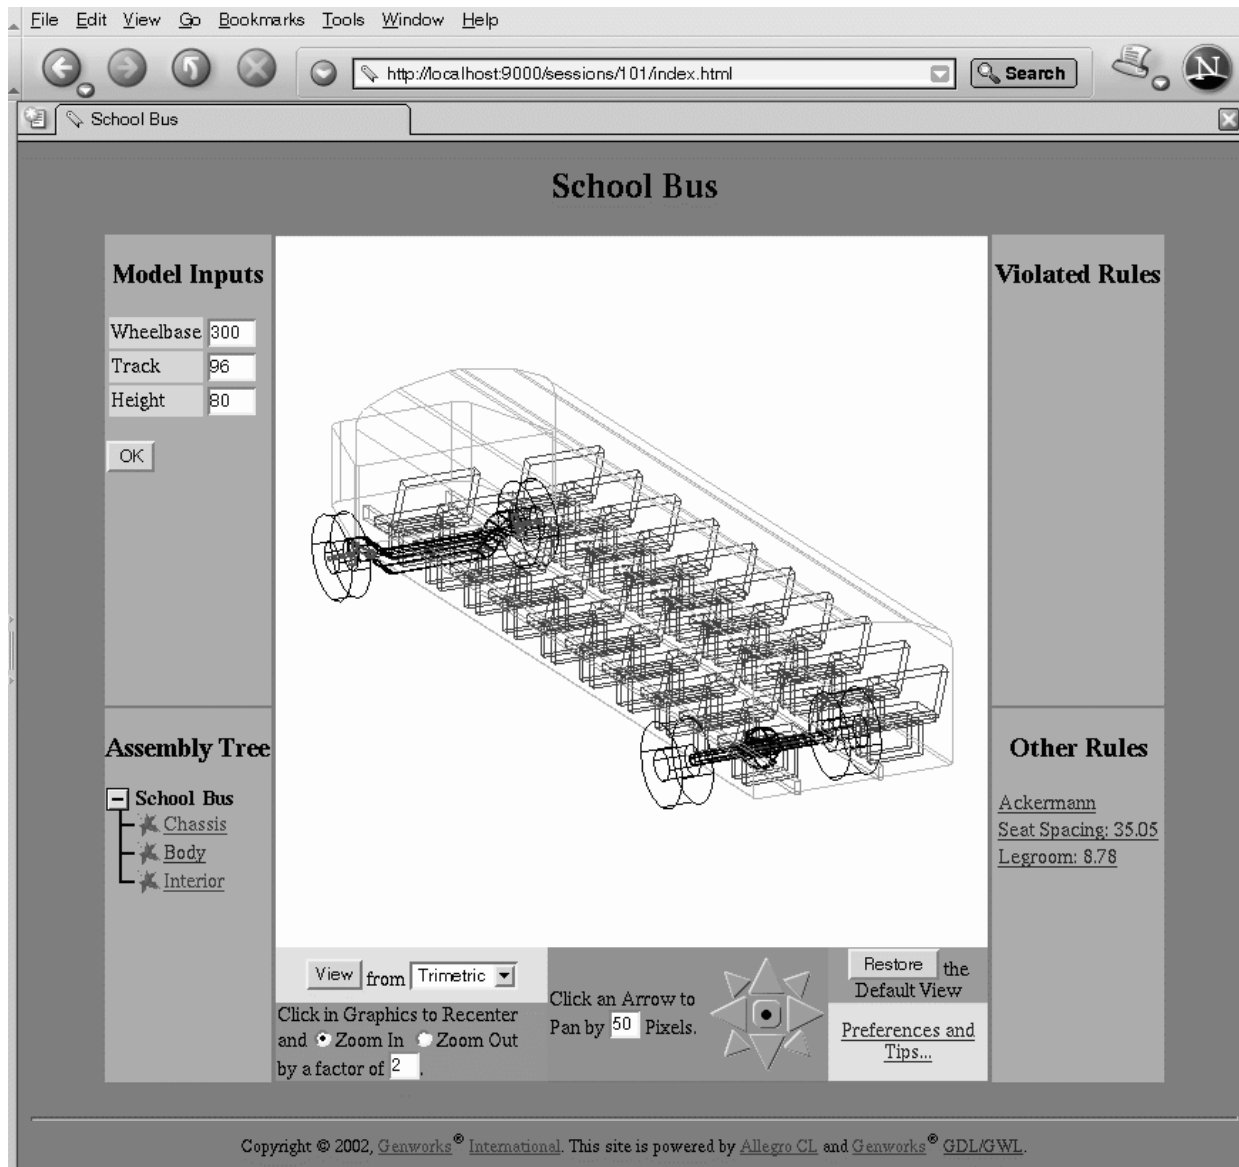 File Edit View Go Bookmarks Tools Window Help
http://localhost:9000/sessions/101/index.html
Search
N
School Bus
School Bus
Model Inputs
Wheelbase 300
Track 96
Height 80
OK
Violated Rules
Assembly Tree
School Bus
Chassis
Body
Interior
Other Rules
Ackermann
Seat Spacing: 35.05
Legroom: 8.78
View from Trimetric
Click in Graphics to Recenter
and Zoom In Zoom Out
by a factor of 2.
Click an Arrow to
Pan by 50 Pixels.
Restore the
Default View
Preferences and
Tips...
Copyright © 2002, Genworks® International. This site is powered by Allegro CL and Genworks® GDL/GWL.